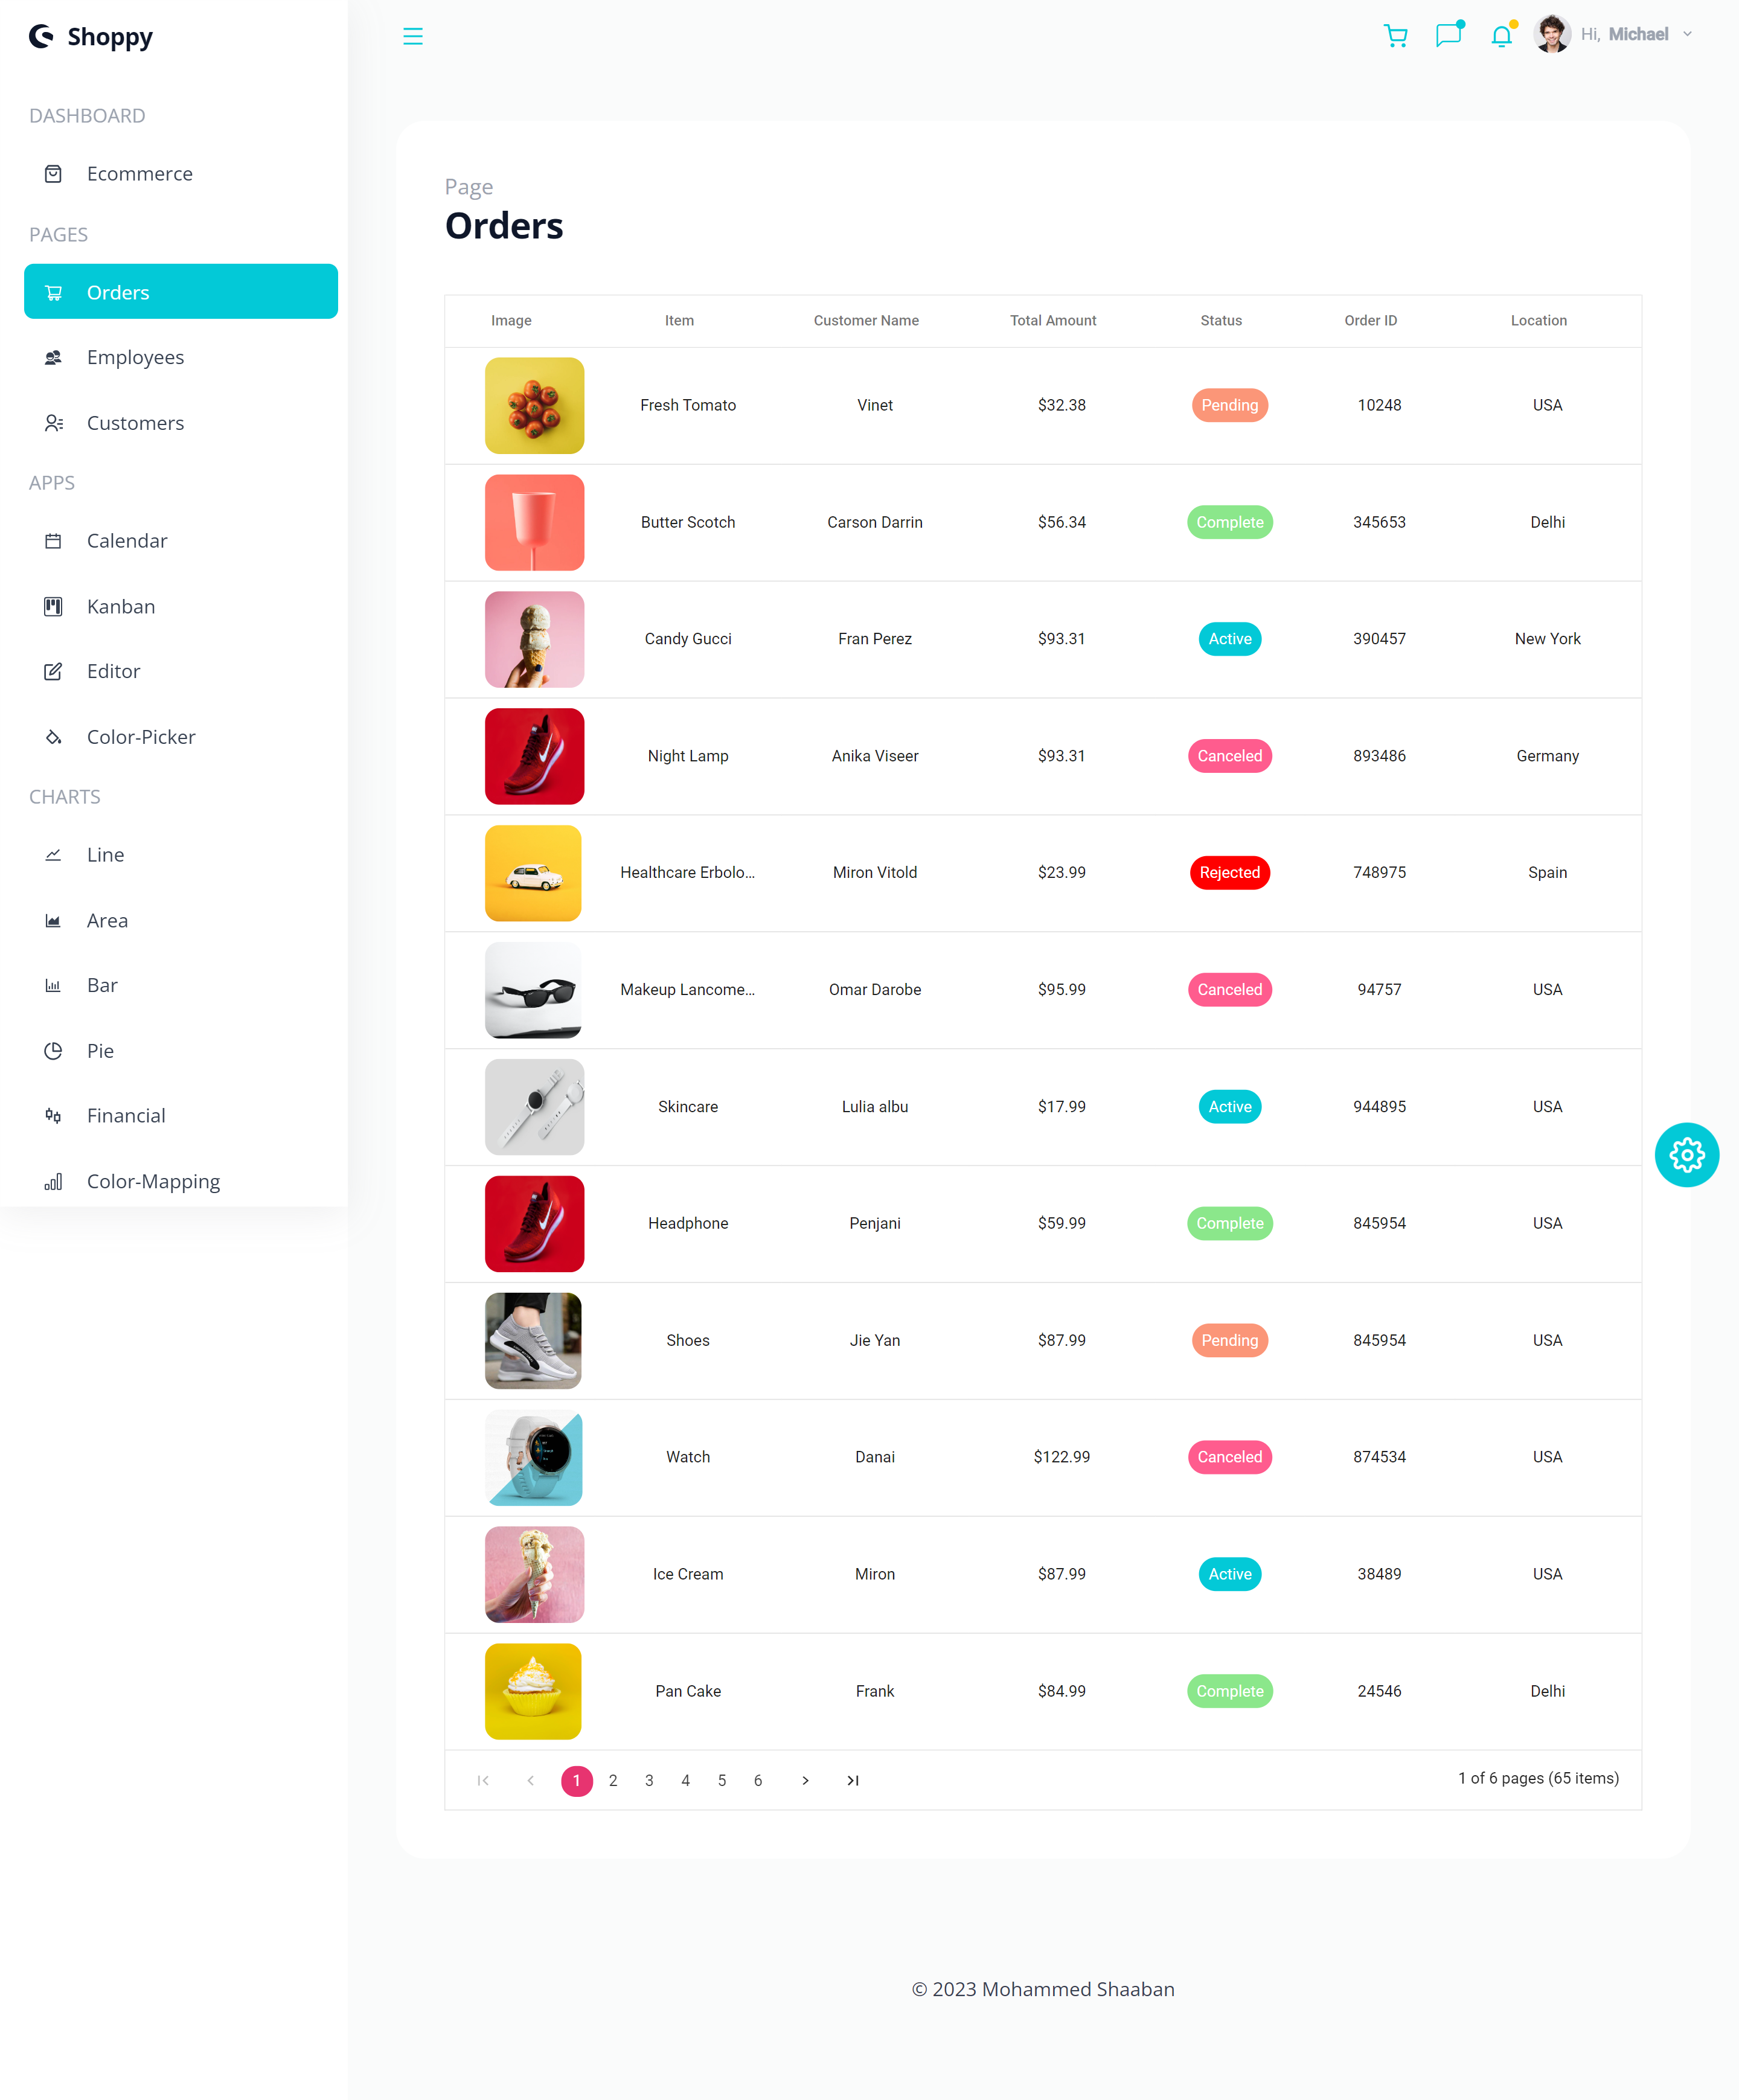 Shoppy
Hi, Michael
DASHBOARD
Ecommerce
PAGES
Orders
Employees
Customers
APPS
Calendar
Kanban
Editor
Color-Picker
CHARTS
Line
Area
Bar
Pie
Financial
Color-Mapping
Page
Orders
Image Item Customer Name Total Amount Status Order ID Location
Fresh Tomato Vinet $32.38 Pending 10248 USA
Butter Scotch Carson Darrin $56.34 Complete 345653 Delhi
Candy Gucci Fran Perez $93.31 Active 390457 New York
Night Lamp Anika Viseer $93.31 Canceled 893486 Germany
Healthcare Erbolo... Miron Vitold $23.99 Rejected 748975 Spain
Makeup Lancome... Omar Darobe $95.99 Canceled 94757 USA
Skincare Lulia albu $17.99 Active 944895 USA
Headphone Penjani $59.99 Complete 845954 USA
Shoes Jie Yan $87.99 Pending 845954 USA
Watch Danai $122.99 Canceled 874534 USA
Ice Cream Miron $87.99 Active 38489 USA
Pan Cake Frank $84.99 Complete 24546 Delhi
1 2 3 4 5 6 1 of 6 pages (65 items)
© 2023 Mohammed Shaaban